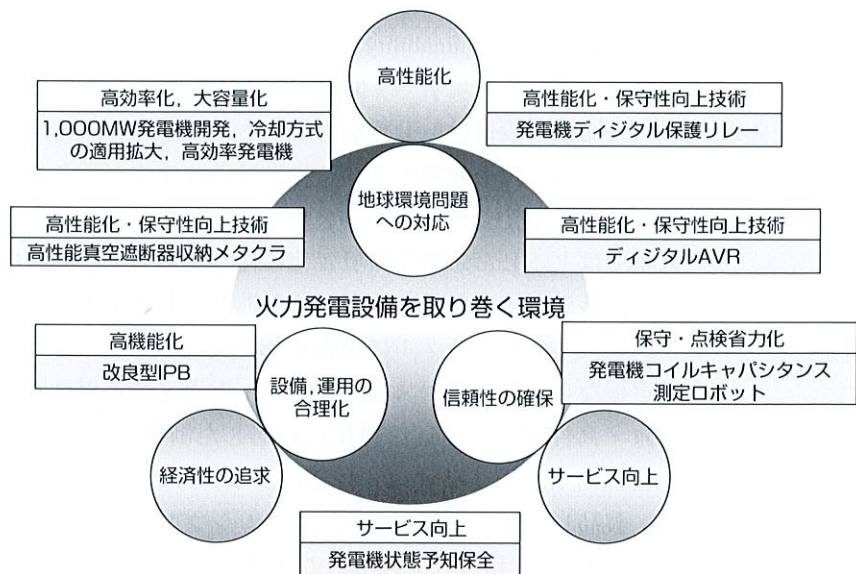 高性能化
高効率化，大容量化
1,000MW発電機開発，冷却方式
の適用拡大，高効率発電機
高性能化・保守性向上技術
発電機ディジタル保護リレー
地球環境問題
への対応
高性能化・保守性向上技術
高性能真空遮断器収納メタクラ
高性能化・保守性向上技術
ディジタルAVR
火力発電設備を取り巻く環境
高機能化
改良型IPB
設備，運用の
合理化
信頼性の確保
保守・点検省力化
発電機コイルキャパシタンス
測定ロボット
経済性の追求
サービス向上
サービス向上
発電機状態予知保全